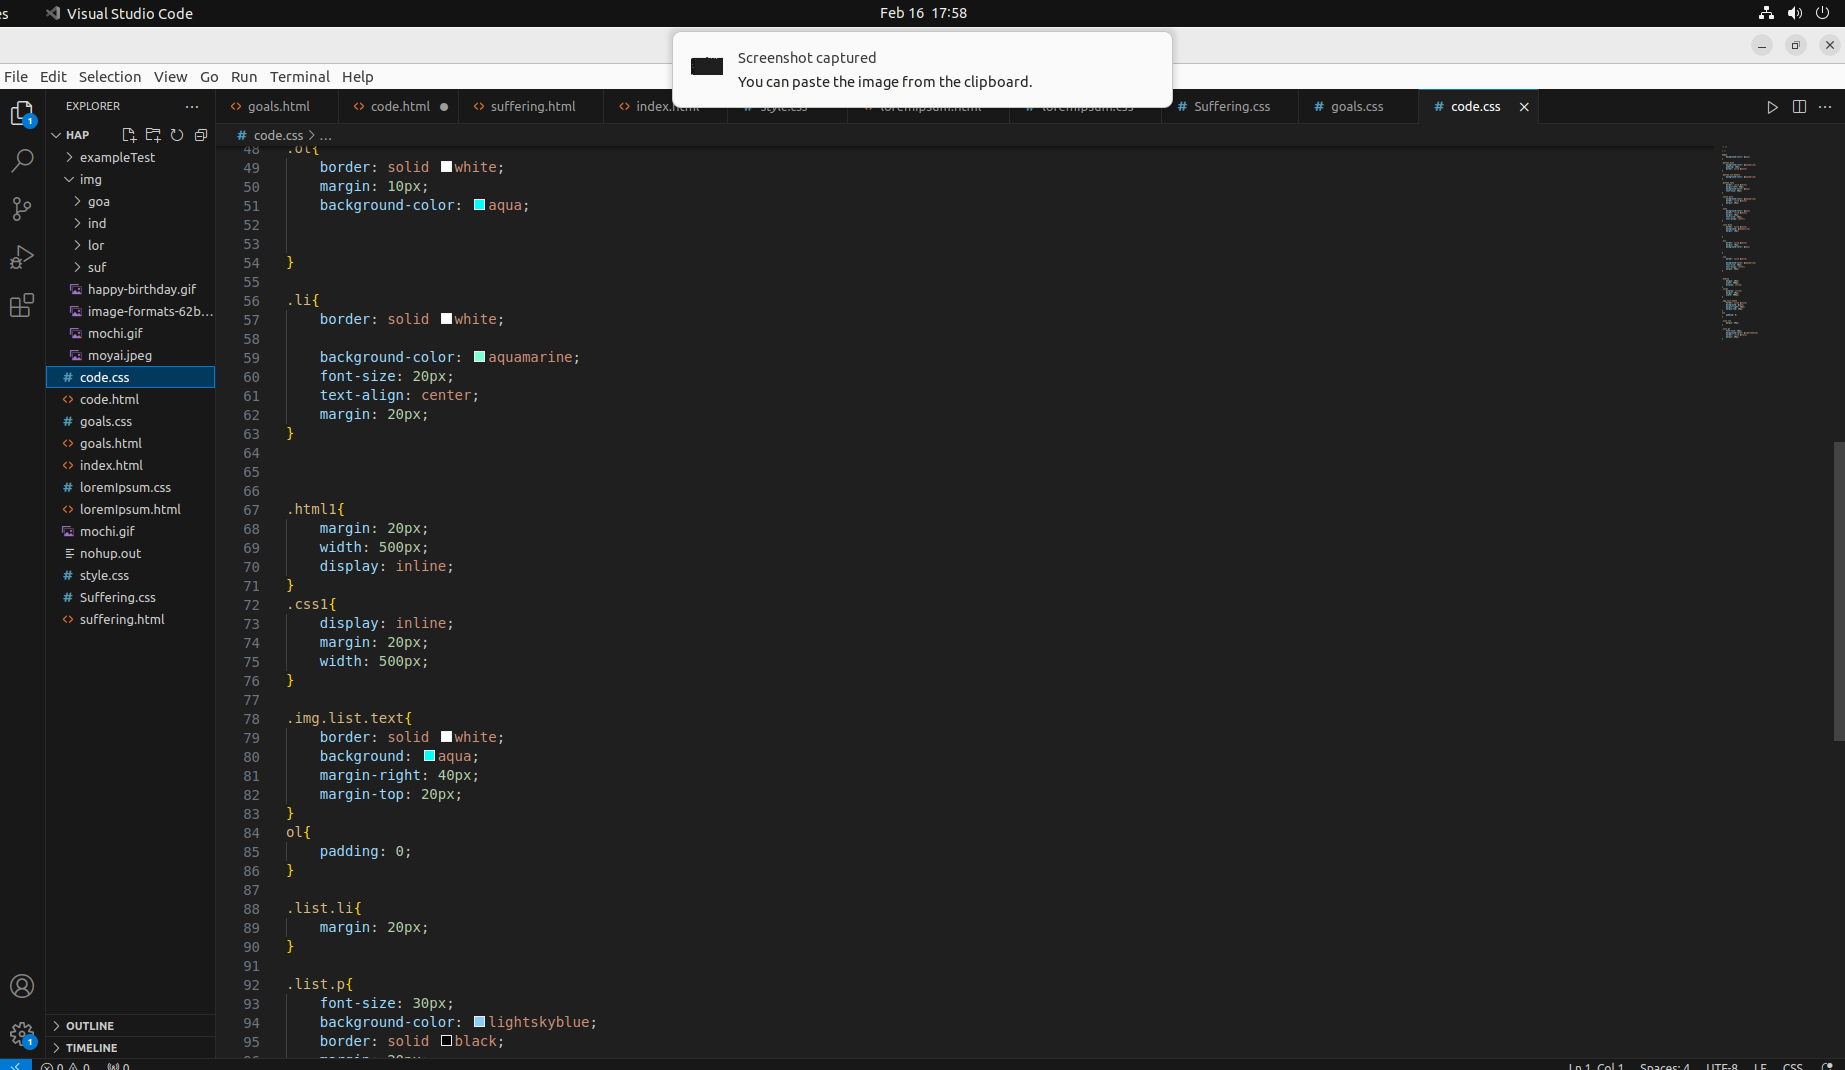 es Visual Studio Code Feb 16 17:58
Screenshot captured
You can paste the image from the clipboard.
File Edit Selection View Go Run Terminal Help
EXPLORER ...
goals.html code.html suffering.html index.html style.css loremIpsum.html loremIpsum.css Suffering.css goals.css code.css
HAP
code.css > ...
exampleTest
img
goa
ind
lor
suf
happy-birthday.gif
image-formats-62b...
mochi.gif
moyai.jpeg
code.css
code.html
goals.css
goals.html
index.html
loremIpsum.css
loremIpsum.html
mochi.gif
nohup.out
style.css
Suffering.css
suffering.html
OUTLINE
TIMELINE
48 .ol{
49 border: solid white;
50 margin: 10px;
51 background-color: aqua;
52
53
54 }
55
56 .li{
57 border: solid white;
58
59 background-color: aquamarine;
60 font-size: 20px;
61 text-align: center;
62 margin: 20px;
63 }
64
65
66
67 .html1{
68 margin: 20px;
69 width: 500px;
70 display: inline;
71 }
72 .css1{
73 display: inline;
74 margin: 20px;
75 width: 500px;
76 }
77
78 .img.list.text{
79 border: solid white;
80 background: aqua;
81 margin-right: 40px;
82 margin-top: 20px;
83 }
84 ol{
85 padding: 0;
86 }
87
88 .list.li{
89 margin: 20px;
90 }
91
92 .list.p{
93 font-size: 30px;
94 background-color: lightskyblue;
95 border: solid black;
96 margin: 20px;
0 0 0 Ln 1, Col 1 Spaces: 4 UTF-8 LF CSS